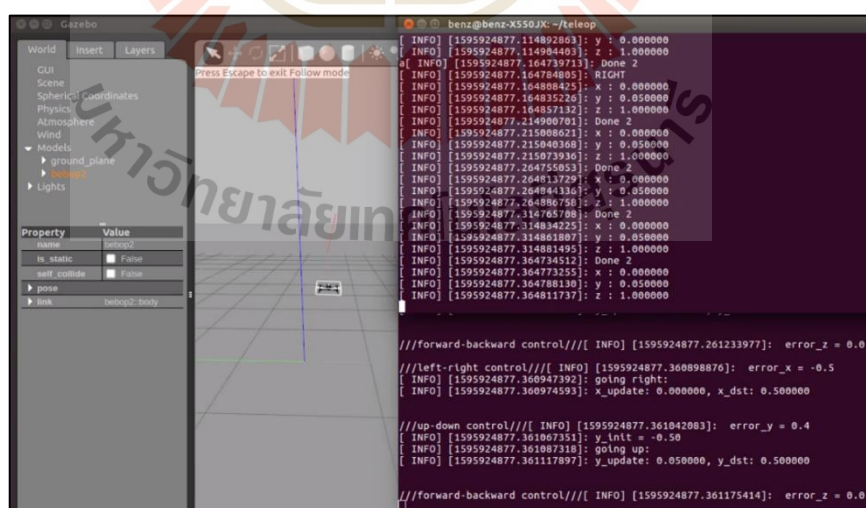 Gazebo
World Insert Layers
GUI
Scene
Spherical Coordinates
Physics
Atmosphere
Wind
Models
ground_plane
bebop2
Lights
Property Value
name bebop2
is_static False
self_collide False
pose
link bebop2::body
Press Escape to exit Follow mode
benz@benz-X550JX: ~/teleop
[ INFO] [1595924877.114892863]: y : 0.000000
[ INFO] [1595924877.114904403]: z : 1.000000
a[ INFO] [1595924877.164739713]: Done 2
[ INFO] [1595924877.164784805]: RIGHT
[ INFO] [1595924877.164808425]: x : 0.000000
[ INFO] [1595924877.164835226]: y : 0.050000
[ INFO] [1595924877.164857132]: z : 1.000000
[ INFO] [1595924877.214900701]: Done 2
[ INFO] [1595924877.215008621]: x : 0.000000
[ INFO] [1595924877.215040368]: y : 0.050000
[ INFO] [1595924877.215073936]: z : 1.000000
[ INFO] [1595924877.264755053]: Done 2
[ INFO] [1595924877.264813729]: x : 0.000000
[ INFO] [1595924877.264844336]: y : 0.050000
[ INFO] [1595924877.264886758]: z : 1.000000
[ INFO] [1595924877.314765708]: Done 2
[ INFO] [1595924877.314834225]: x : 0.000000
[ INFO] [1595924877.314861807]: y : 0.050000
[ INFO] [1595924877.314881495]: z : 1.000000
[ INFO] [1595924877.364734512]: Done 2
[ INFO] [1595924877.364773255]: x : 0.000000
[ INFO] [1595924877.364788130]: y : 0.050000
[ INFO] [1595924877.364811737]: z : 1.000000
///forward-backward control///[ INFO] [1595924877.261233977]: error_z = 0.0
///left-right control///[ INFO] [1595924877.360898876]: error_x = -0.5
[ INFO] [1595924877.360947392]: going right:
[ INFO] [1595924877.360974593]: x_update: 0.000000, x_dst: 0.500000
///up-down control///[ INFO] [1595924877.361042083]: error_y = 0.4
[ INFO] [1595924877.361067351]: y_init = -0.50
[ INFO] [1595924877.361087318]: going up:
[ INFO] [1595924877.361117897]: y_update: 0.050000, y_dst: 0.500000
///forward-backward control///[ INFO] [1595924877.361175414]: error_z = 0.0